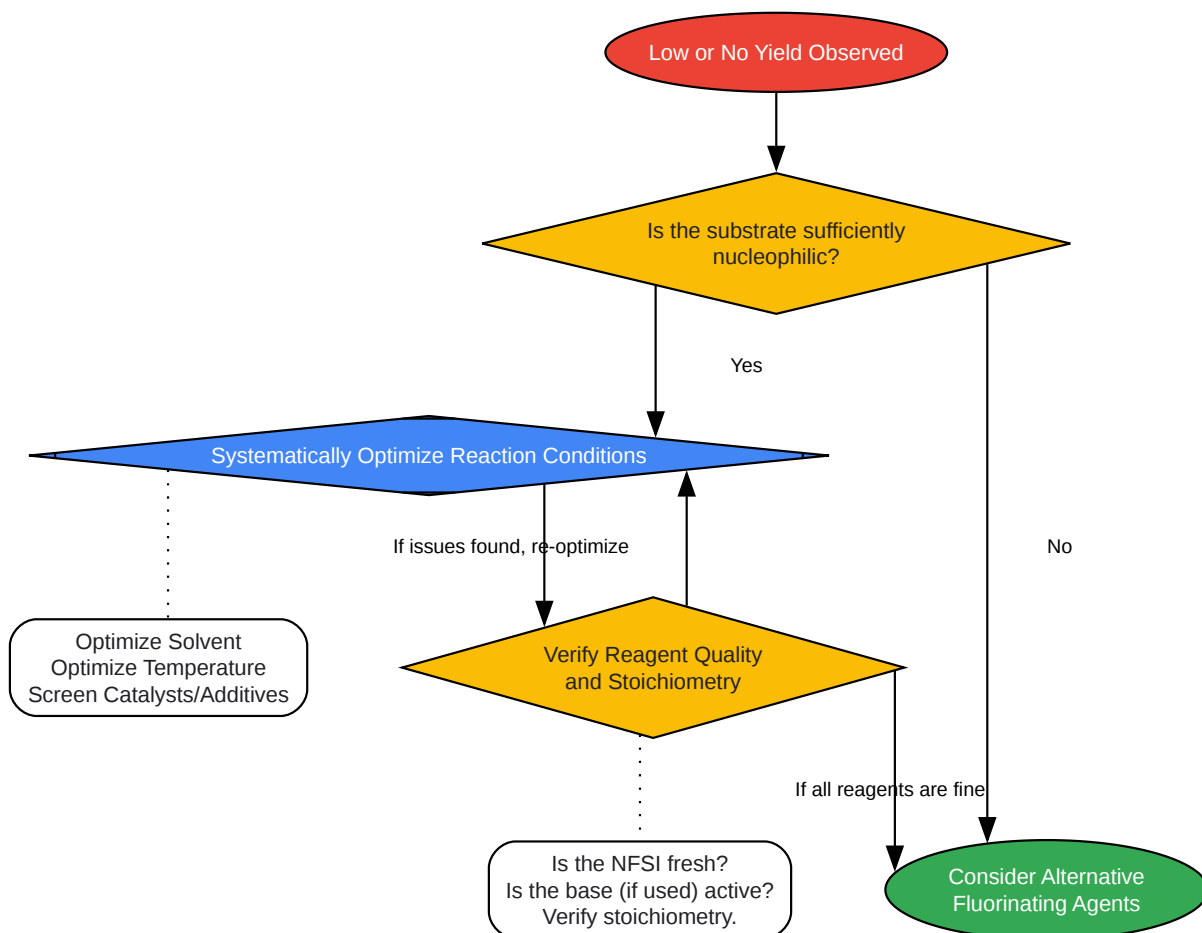 Low or No Yield Observed
Is the substrate sufficiently
nucleophilic?
Yes
Systematically Optimize Reaction Conditions
If issues found, re-optimize
No
Optimize Solvent
Optimize Temperature
Screen Catalysts/Additives
Verify Reagent Quality
and Stoichiometry
If all reagents are fine
Is the NFSI fresh?
Is the base (if used) active?
Verify stoichiometry.
Consider Alternative
Fluorinating Agents